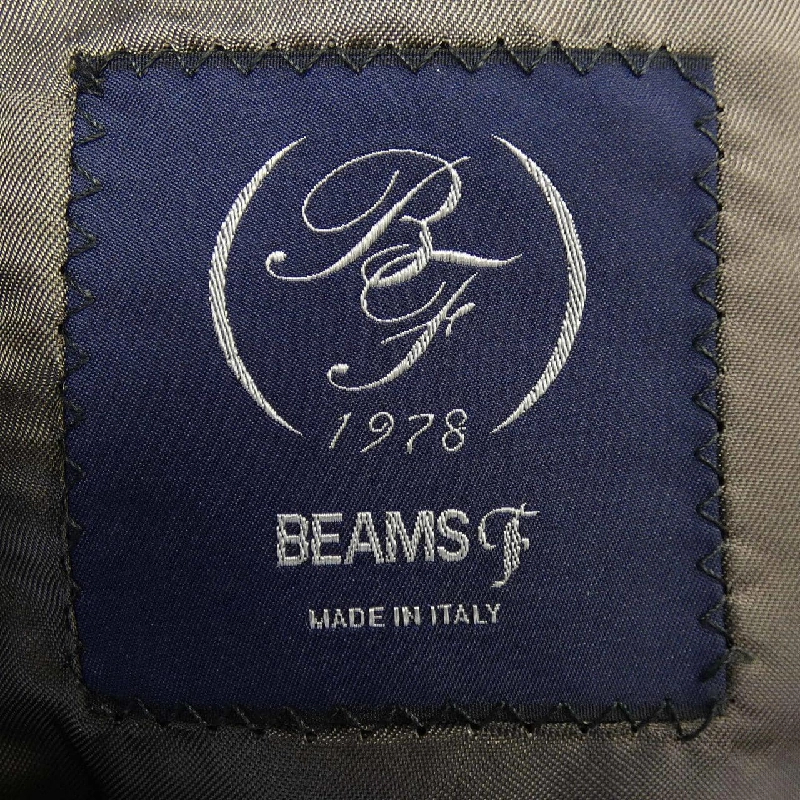 BF
1978
BEAMS F
MADE IN ITALY